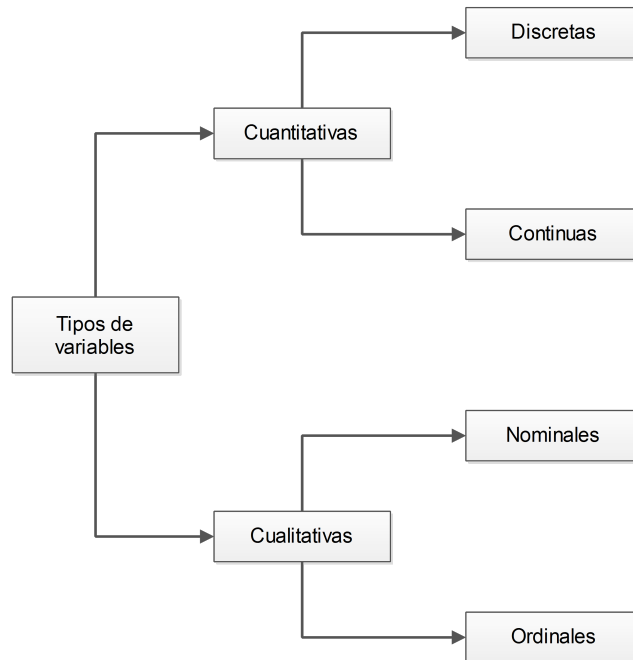 Discretas
Cuantitativas
Continuas
Tipos de
variables
Nominales
Cualitativas
Ordinales